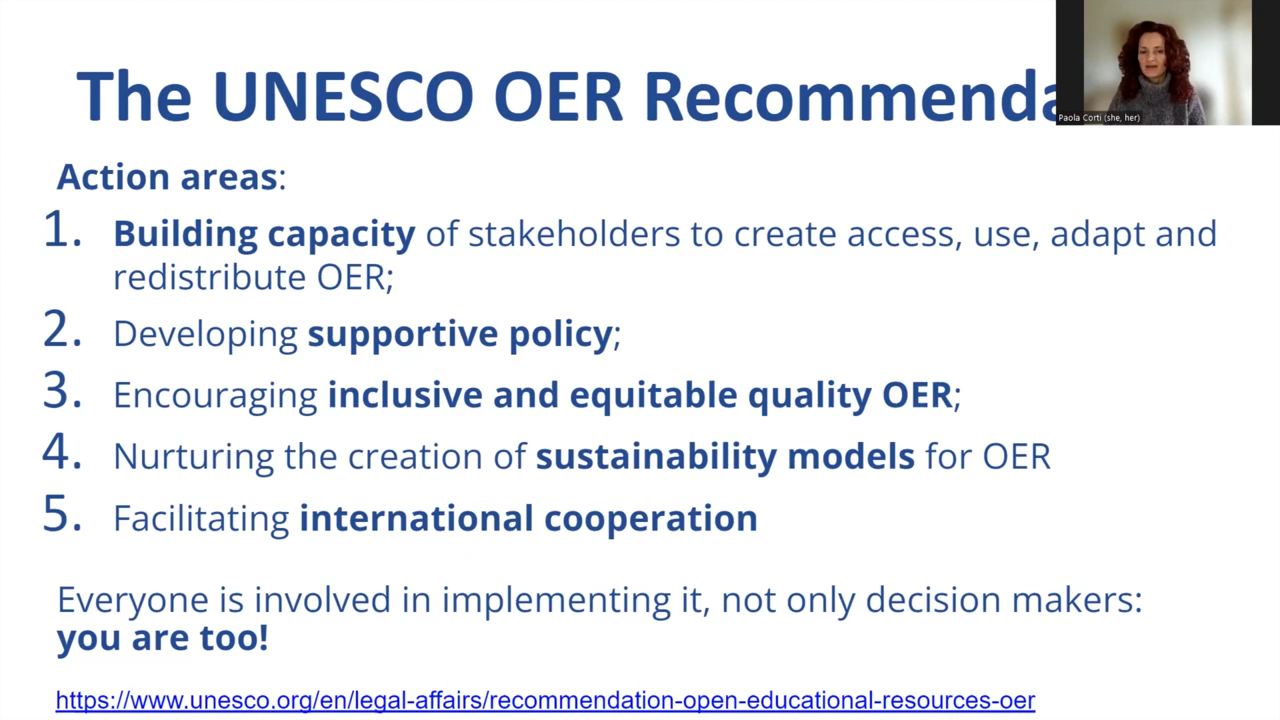 The UNESCO OER Recommenda
Paola Corti (she, her)
Action areas:
1. Building capacity of stakeholders to create access, use, adapt and
redistribute OER;
2. Developing supportive policy;
3. Encouraging inclusive and equitable quality OER;
4. Nurturing the creation of sustainability models for OER
5. Facilitating international cooperation
Everyone is involved in implementing it, not only decision makers:
you are too!
https://www.unesco.org/en/legal-affairs/recommendation-open-educational-resources-oer